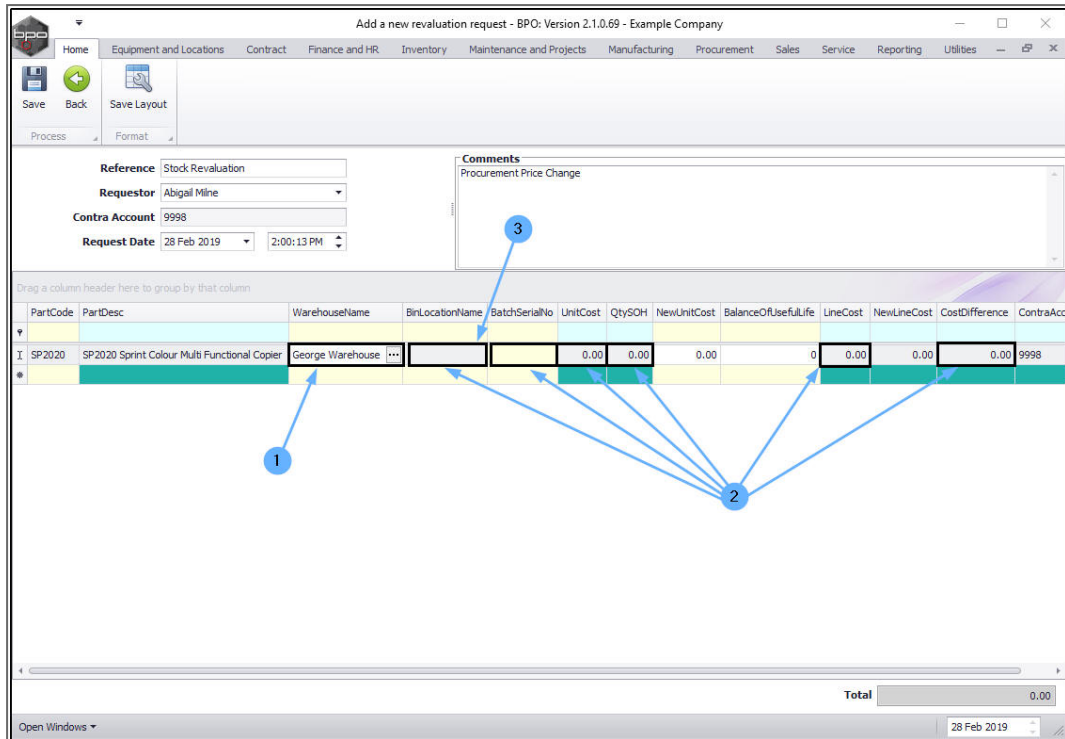 Add a new revaluation request - BPO: Version 2.1.0.69 - Example Company
bpo
Home Equipment and Locations Contract Finance and HR Inventory Maintenance and Projects Manufacturing Procurement Sales Service Reporting Utilities
Save Back Save Layout
Process Format
Reference Stock Revaluation
Requestor Abigail Milne
Contra Account 9998
Request Date 28 Feb 2019 2:00:13 PM
Comments
Procurement Price Change
3
Drag a column header here to group by that column
PartCode PartDesc WarehouseName BinLocationName BatchSerialNo UnitCost QtySOH NewUnitCost BalanceOfUsefulLife LineCost NewLineCost CostDifference ContraAcc
SP2020 SP2020 Sprint Colour Multi Functional Copier George Warehouse ... 0.00 0.00 0.00 0 0.00 0.00 0.00 9998
1
2
Total 0.00
Open Windows 28 Feb 2019